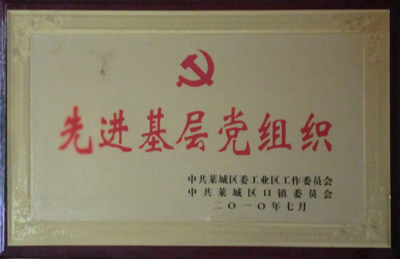 先进基层党组织
中共莱城区委工业区工作委员会
中共莱城区口镇委员会
二〇一〇年七月